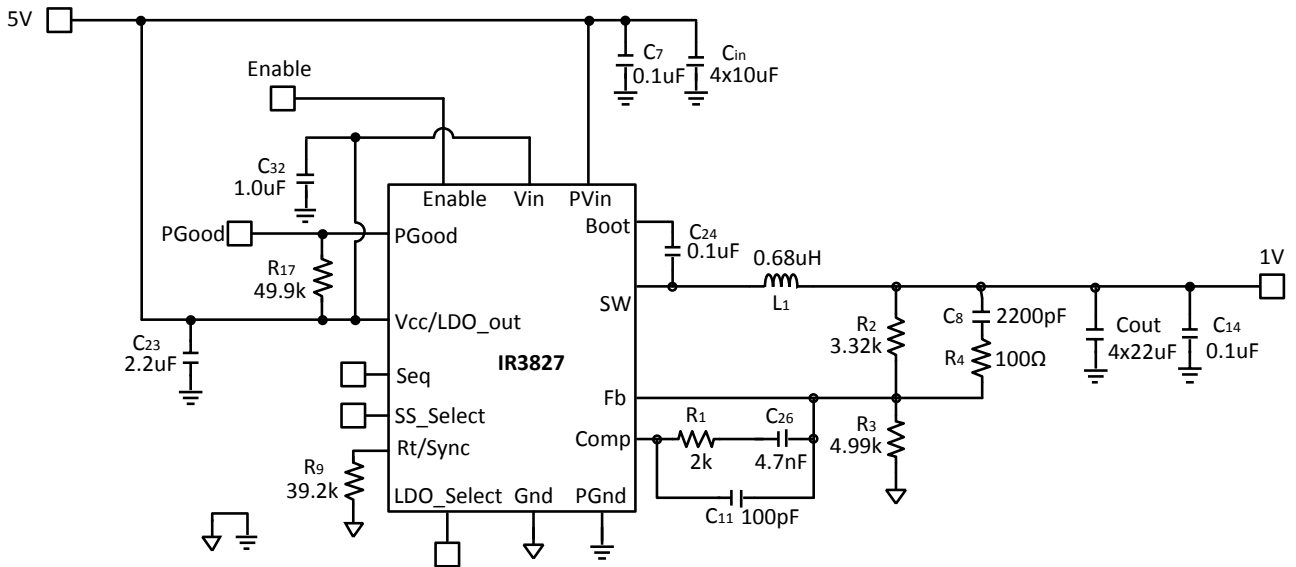 5V
C7
0.1uF
Cin
4x10uF
Enable
C32
1.0uF
Enable
Vin
PVin
PGood
PGood
Boot
C24
0.1uF
R17
49.9k
0.68uH
L1
1V
SW
Vcc/LDO_out
C23
2.2uF
IR3827
R2
3.32k
C8
2200pF
R4
100Ω
Cout
4x22uF
C14
0.1uF
Seq
Fb
SS_Select
Comp
R1
2k
C26
4.7nF
R3
4.99k
Rt/Sync
R9
39.2k
LDO_Select
Gnd
PGnd
C11
100pF